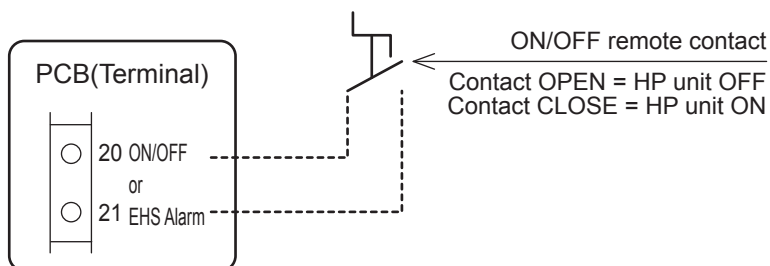 ON/OFF remote contact
Contact OPEN = HP unit OFF
Contact CLOSE = HP unit ON
PCB(Terminal)
20 ON/OFF
or
21 EHS Alarm